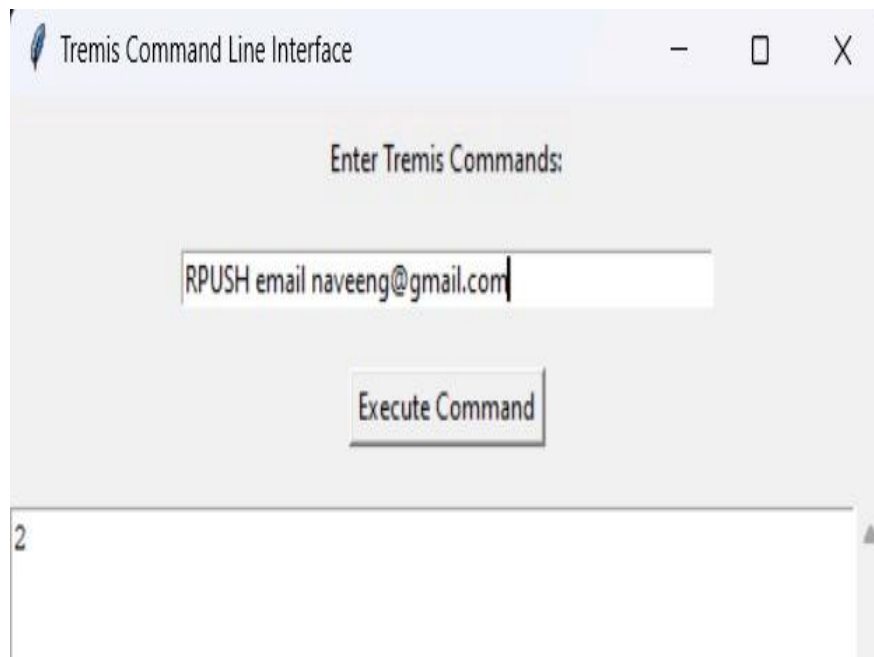 Tremis Command Line Interface
Enter Tremis Commands:
RPUSH email naveeng@gmail.com
Execute Command
2